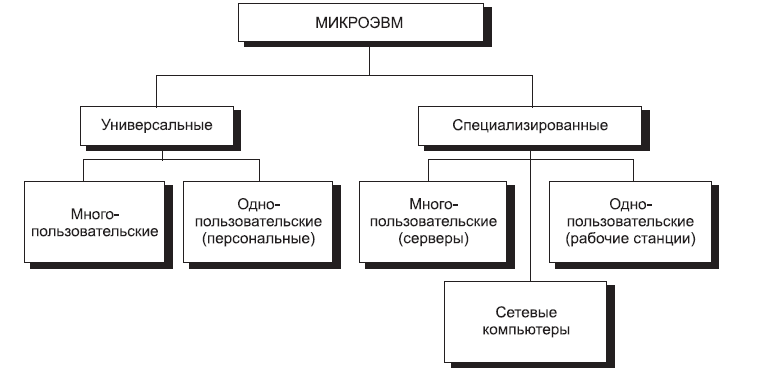 МИКРОЭВМ
Универсальные
Специализированные
Много-
пользовательские
Одно-
пользовательские
(персональные)
Много-
пользовательские
(серверы)
Одно-
пользовательские
(рабочие станции)
Сетевые
компьютеры